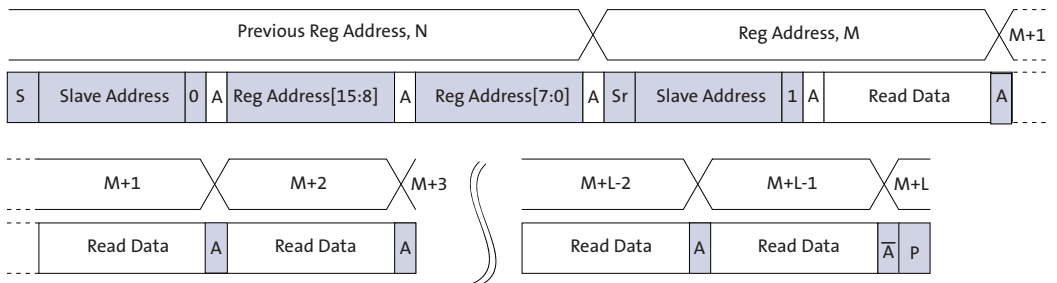 Previous Reg Address, N Reg Address, M M+1
S Slave Address 0 A Reg Address[15:8] A Reg Address[7:0] A Sr Slave Address 1 A Read Data A
M+1 M+2 M+3 M+L-2 M+L-1 M+L
Read Data A Read Data A Read Data A Read Data A̅ P